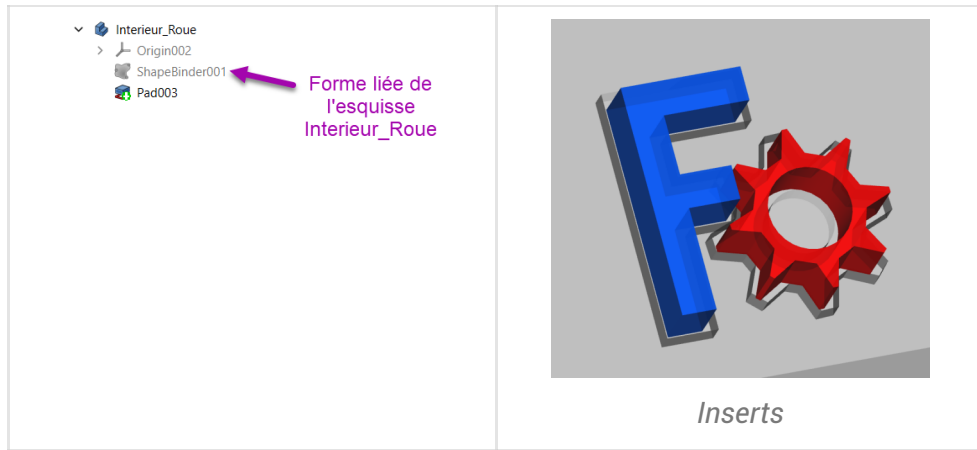 Interieur_Roue
Origin002
ShapeBinder001
Pad003
Forme liée de
l'esquisse
Interieur_Roue
Inserts